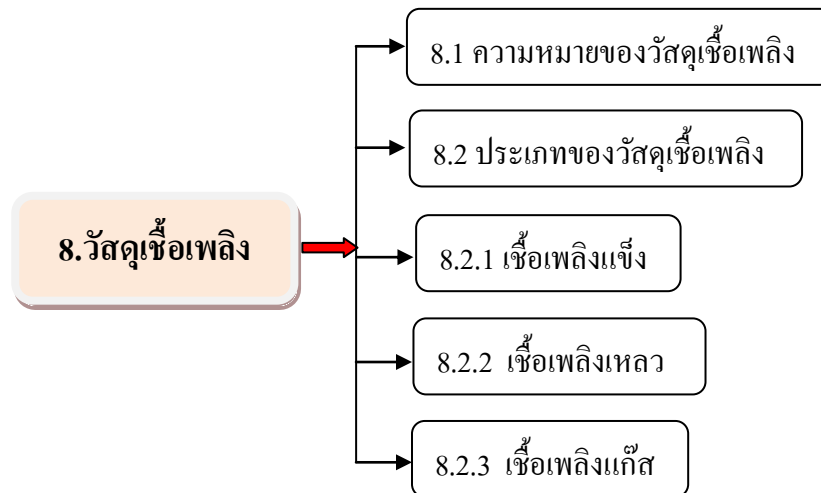 8.1 ความหมายของวัสดุเชื้อเพลิง
8.2 ประเภทของวัสดุเชื้อเพลิง
8.วัสดุเชื้อเพลิง
8.2.1 เชื้อเพลิงแข็ง
8.2.2 เชื้อเพลิงเหลว
8.2.3 เชื้อเพลิงแก๊ส